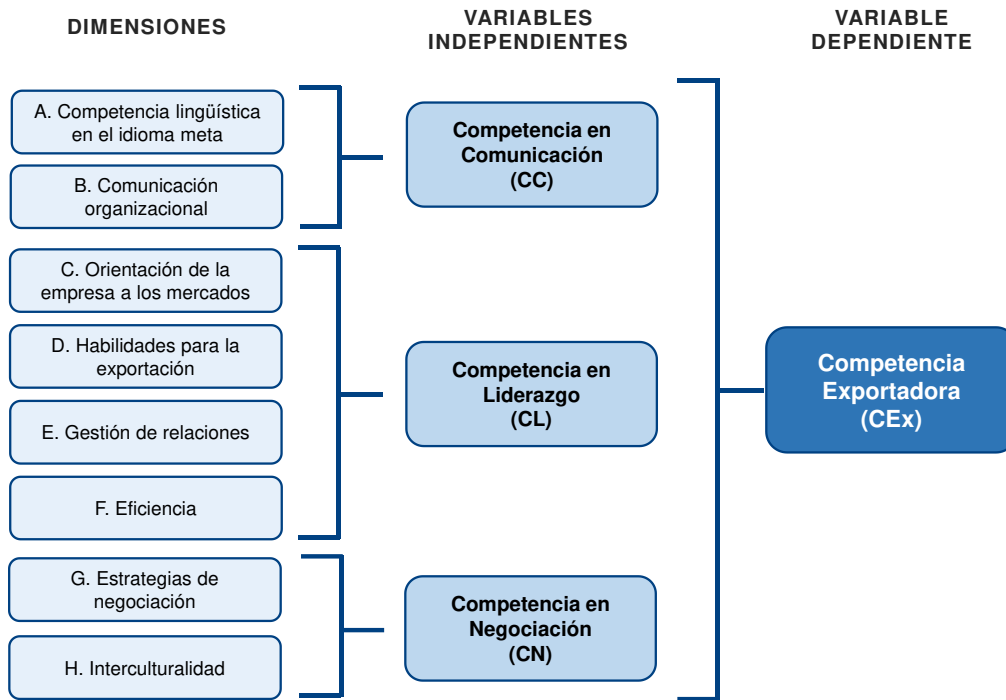 DIMENSIONES
VARIABLES
INDEPENDIENTES
VARIABLE
DEPENDIENTE
A. Competencia lingüística
en el idioma meta
B. Comunicación
organizacional
C. Orientación de la
empresa a los mercados
D. Habilidades para la
exportación
E. Gestión de relaciones
F. Eficiencia
G. Estrategias de
negociación
H. Interculturalidad
Competencia en
Comunicación
(CC)
Competencia en
Liderazgo
(CL)
Competencia en
Negociación
(CN)
Competencia
Exportadora
(CEx)